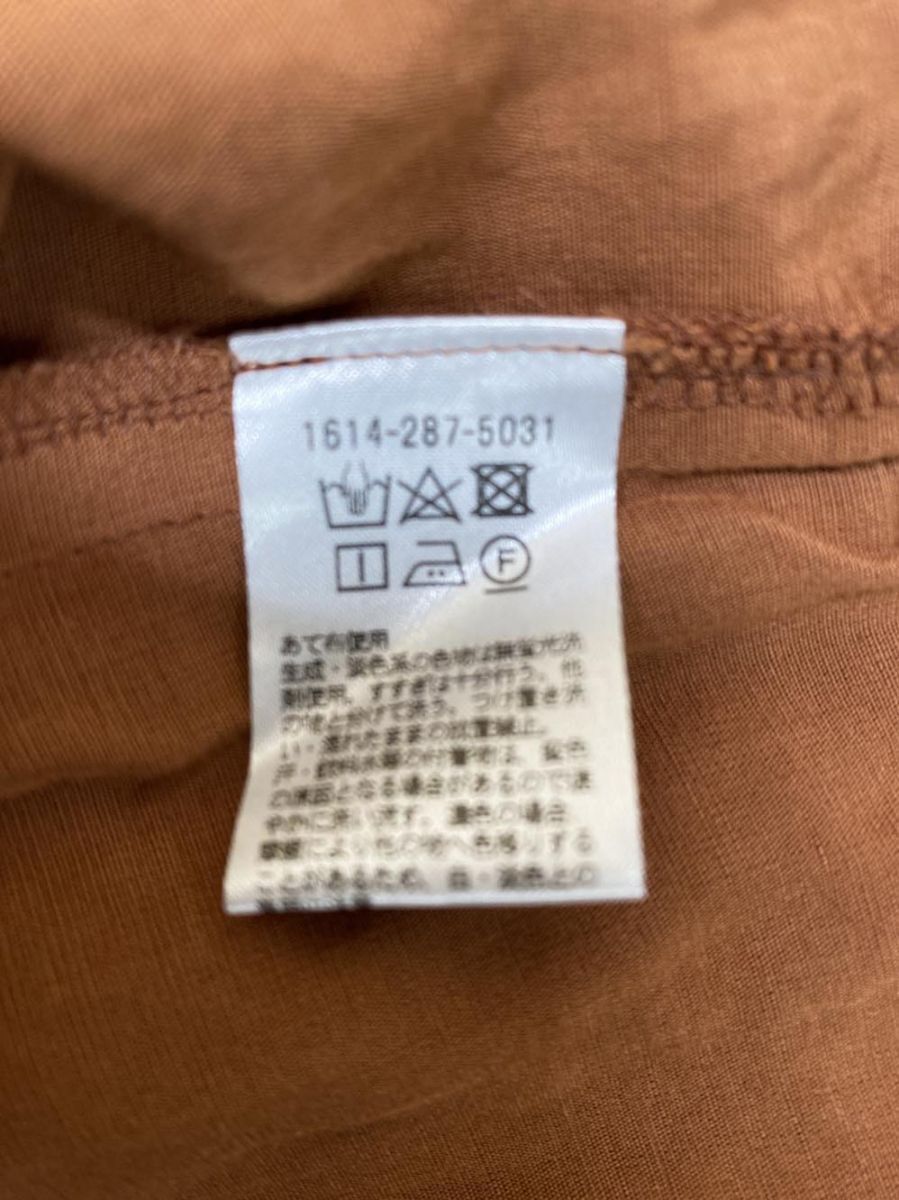 1614-287-5031
F
あて布使用
生成・淡色系の色物は無蛍光洗
剤使用。すすぎは十分行う。他
の物とわけて洗う。つけ置き洗
い・濡れたままの放置禁止。
汗・飲料水等の付着物は、変色
の原因となる場合があるので速
やかに洗います。濃色の場合、
摩擦により他の物へ色移りする
ことがあるため、白・淡色との